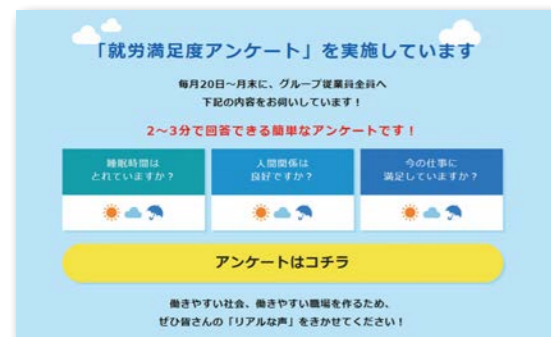 「就労満足度アンケート」を実施しています
毎月20日〜月末に、グループ従業員全員へ
下記の内容をお伺いしています！
2〜3分で回答できる簡単なアンケートです！
睡眠時間は
とれていますか？
人間関係は
良好ですか？
今の仕事に
満足していますか？
アンケートはコチラ
働きやすい社会、働きやすい職場を作るため、
ぜひ皆さんの「リアルな声」をきかせてください！